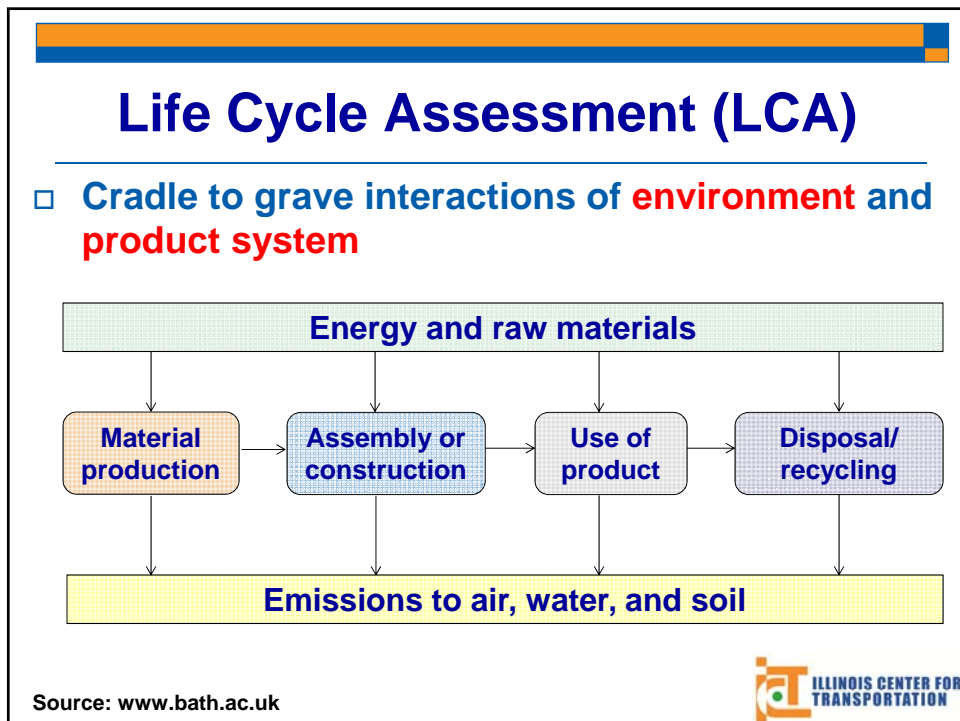 Life Cycle Assessment (LCA)
Cradle to grave interactions of environment and
product system
Energy and raw materials
Material
production
Assembly or
construction
Use of
product
Disposal/
recycling
Emissions to air, water, and soil
Source: www.bath.ac.uk
ICT
ILLINOIS CENTER FOR
TRANSPORTATION